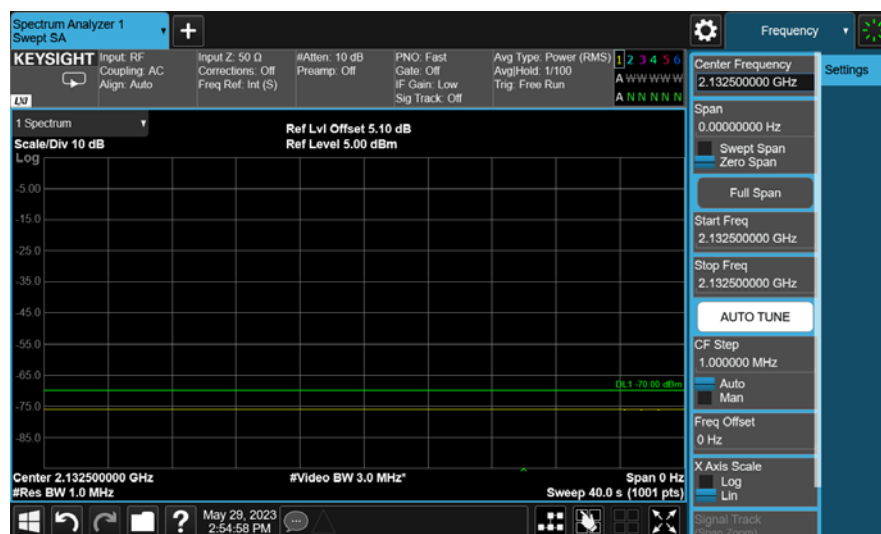 Spectrum Analyzer 1
Swept SA
+
Frequency
KEYSIGHT
Input: RF
Coupling: AC
Align: Auto
Input Z: 50 Ω
Corrections: Off
Freq Ref: Int (S)
#Atten: 10 dB
Preamp: Off
PNO: Fast
Gate: Off
IF Gain: Low
Sig Track: Off
Avg Type: Power (RMS)
Avg|Hold: 1/100
Trig: Free Run
1 2 3 4 5 6
A W W W W W
A N N N N N
LXI
1 Spectrum
Scale/Div 10 dB
Log
Ref Lvl Offset 5.10 dB
Ref Level 5.00 dBm
-5.00
-15.0
-25.0
-35.0
-45.0
-55.0
-65.0
DL1 -70.00 dBm
-75.0
-85.0
Center 2.132500000 GHz
#Res BW 1.0 MHz
#Video BW 3.0 MHz*
Span 0 Hz
Sweep 40.0 s (1001 pts)
?
May 29, 2023
2:54:58 PM
Center Frequency
2.132500000 GHz
Settings
Span
0.00000000 Hz
Swept Span
Zero Span
Full Span
Start Freq
2.132500000 GHz
Stop Freq
2.132500000 GHz
AUTO TUNE
CF Step
1.000000 MHz
Auto
Man
Freq Offset
0 Hz
X Axis Scale
Log
Lin
Signal Track
(Span Zoom)